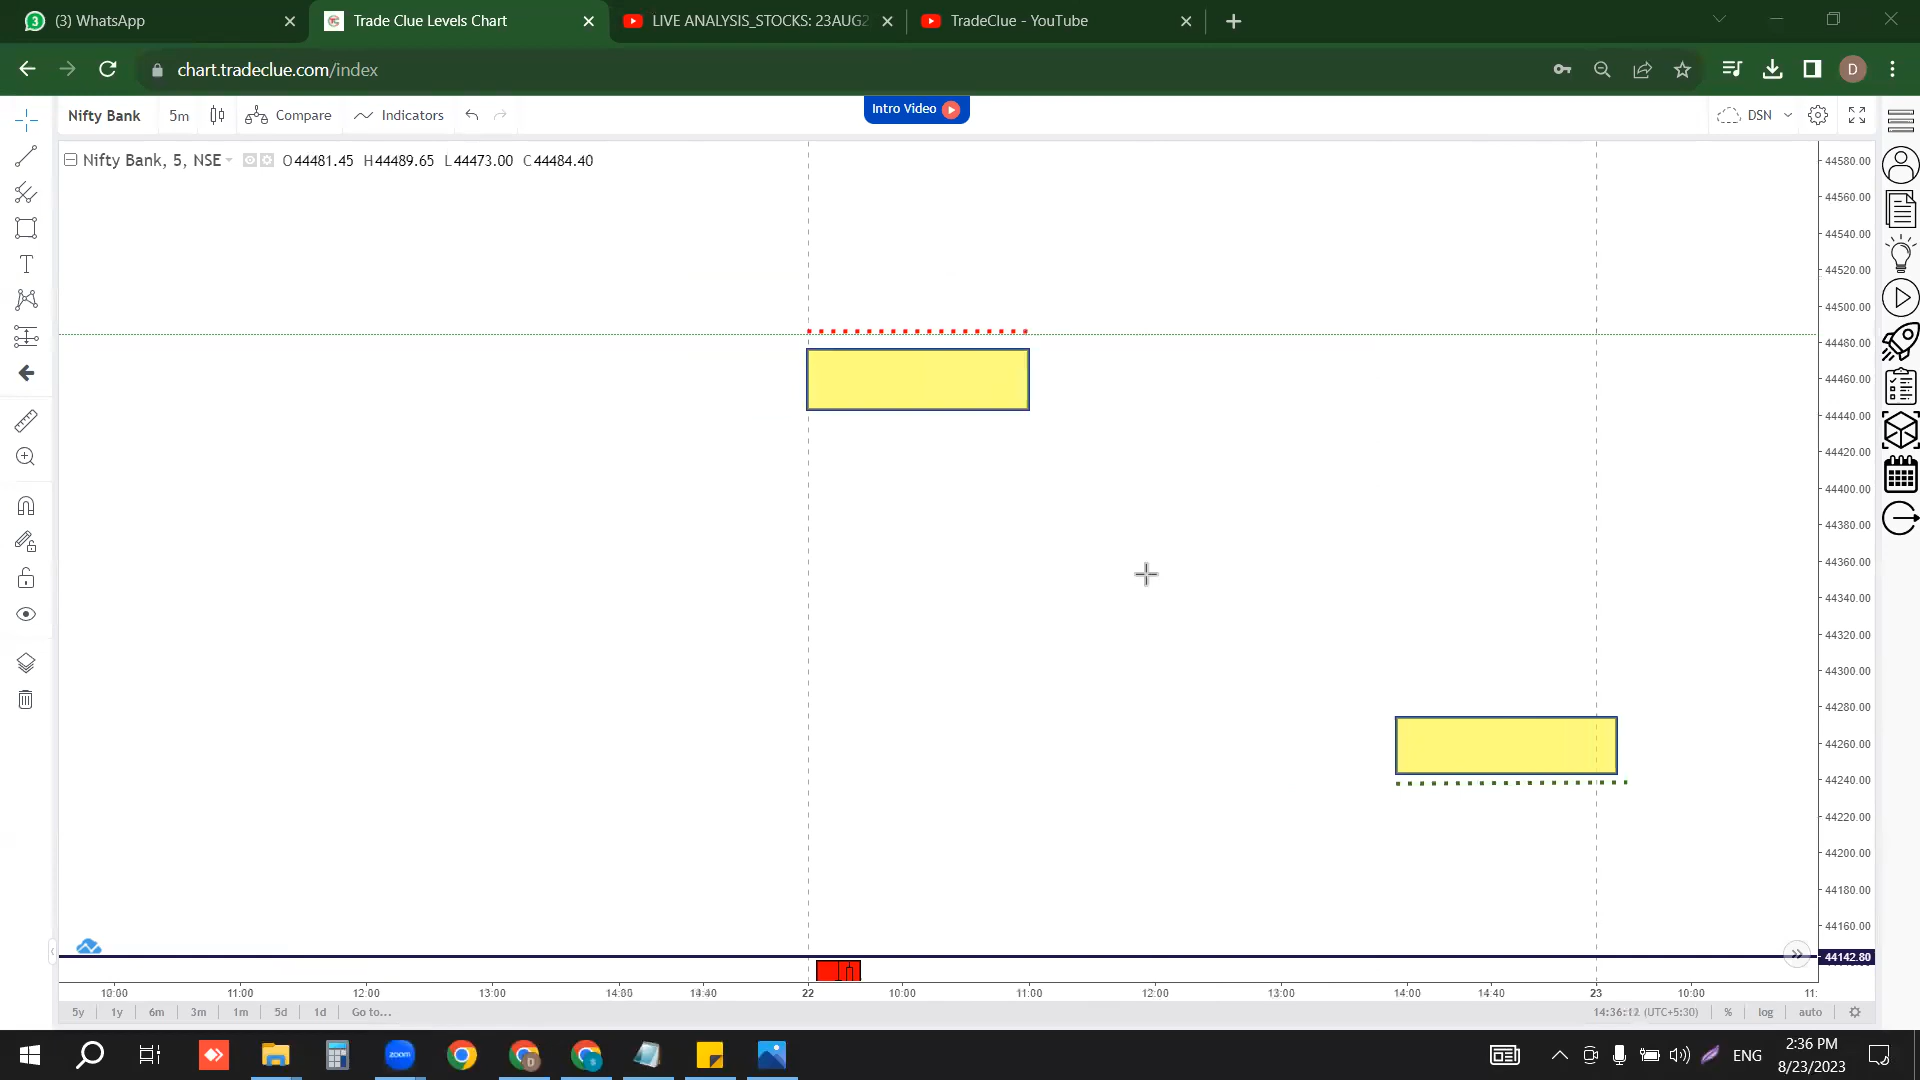 (3) WhatsApp
Trade Clue Levels Chart
LIVE ANALYSIS_STOCKS: 23AUG2
TradeClue - YouTube
chart.tradeclue.com/index
D
Nifty Bank
5m
Compare
Indicators
Intro Video
DSN
Nifty Bank, 5, NSE
O44481.45 H44489.65 L44473.00 C44484.40
44580.00
44560.00
44540.00
44520.00
44500.00
44480.00
44460.00
44440.00
44420.00
44400.00
44380.00
44360.00
44340.00
44320.00
44300.00
44280.00
44260.00
44240.00
44220.00
44200.00
44180.00
44160.00
44142.80
10:00 11:00 12:00 13:00 14:00 14:40 22 10:00 11:00 12:00 13:00 14:00 14:40 23 10:00 11:
5y 1y 6m 3m 1m 5d 1d Go to... 14:36:12 (UTC+5:30) % log auto
zoom
ENG
2:36 PM
8/23/2023